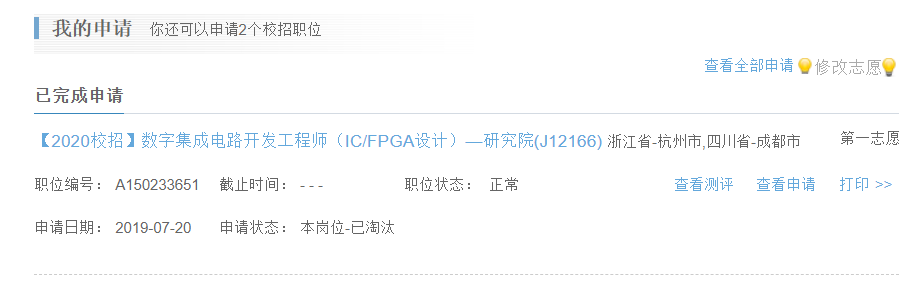 我的申请 你还可以申请2个校招职位
查看全部申请 修改志愿
已完成申请
【2020校招】数字集成电路开发工程师（IC/FPGA设计）—研究院(J12166) 浙江省-杭州市,四川省-成都市 第一志愿
职位编号： A150233651 截止时间： - - - 职位状态： 正常 查看测评 查看申请 打印 >>
申请日期： 2019-07-20 申请状态： 本岗位-已淘汰